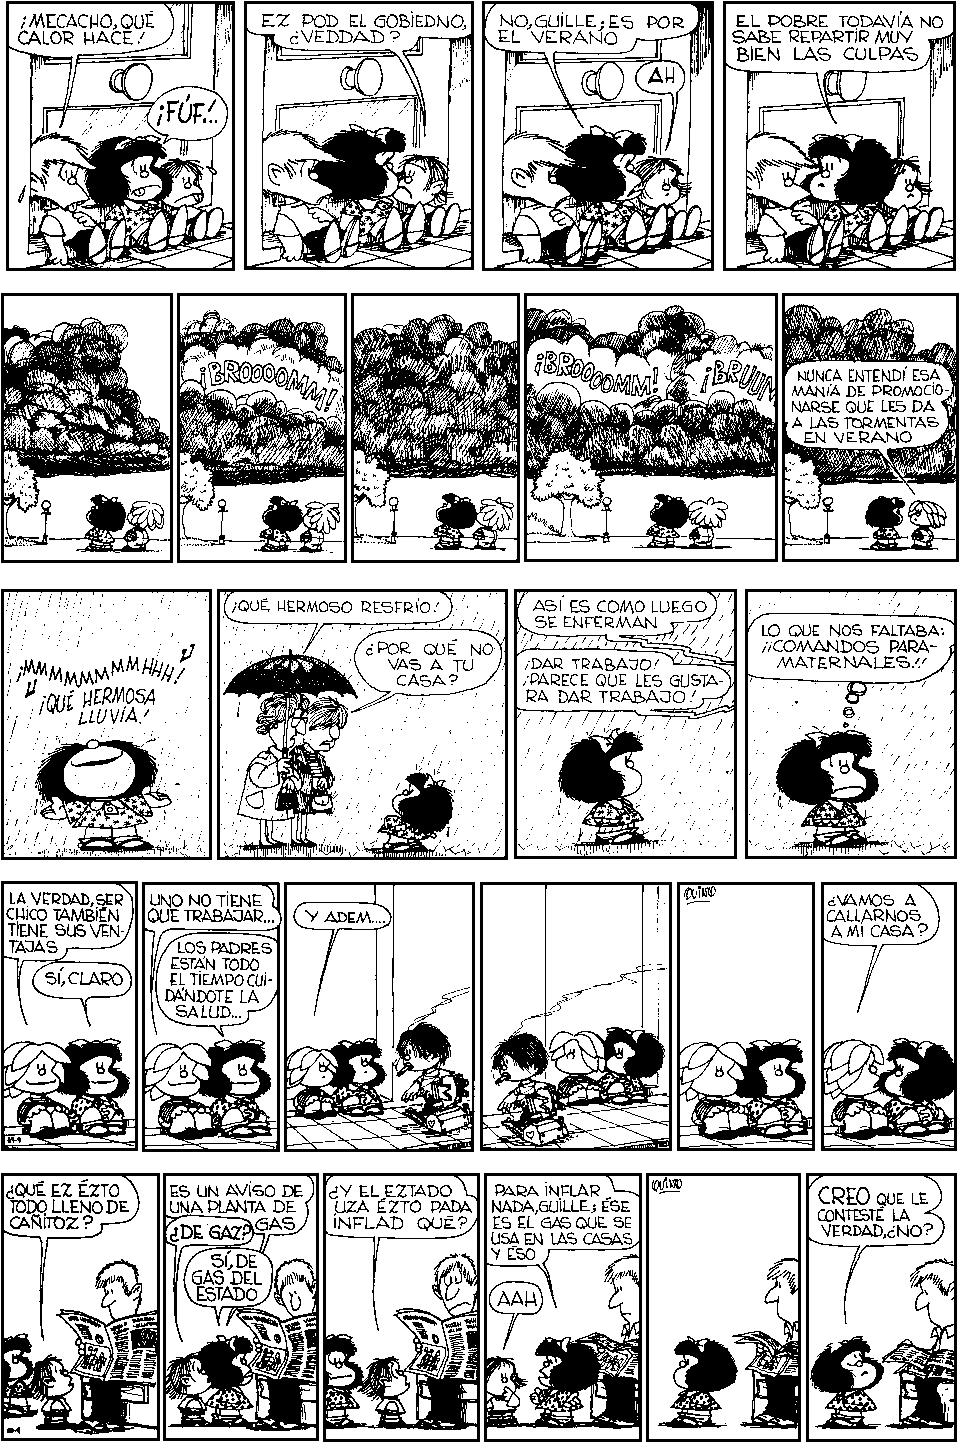 ¡MECACHO, QUÉ
CALOR HACE!
¡FÚF!..
EZ POD EL GOBIEDNO,
¿VEDDAD?
NO, GUILLE; ES POR
EL VERANO
AH
EL POBRE TODAVÍA NO
SABE REPARTIR MUY
BIEN LAS CULPAS
¡BROOOOMM!
¡BROOOOMM!
¡BRUUM
NUNCA ENTENDÍ ESA
MANÍA DE PROMOCIO-
NARSE QUE LES DA
A LAS TORMENTAS
EN VERANO
¡MMMMMMMMHHH!
¡QUÉ HERMOSA
LLUVIA!
¡QUÉ HERMOSO RESFRÍO!
¿POR QUÉ NO
VAS A TU
CASA?
ASÍ ES COMO LUEGO
SE ENFERMAN
¡DAR TRABAJO!
¡PARECE QUE LES GUSTA-
RA DAR TRABAJO!
LO QUE NOS FALTABA:
¡¡COMANDOS PARA-
MATERNALES!!
LA VERDAD, SER
CHICO TAMBIÉN
TIENE SUS VEN-
TAJAS
SÍ, CLARO
UNO NO TIENE
QUE TRABAJAR...
LOS PADRES
ESTÁN TODO
EL TIEMPO CUI-
DÁNDOTE LA
SALUD...
Y ADEM....
QUINO
¿VAMOS A
CALLARNOS
A MI CASA?
¿QUÉ EZ ÉZTO
TODO LLENO DE
CAÑITOZ?
ES UN AVISO DE
UNA PLANTA DE
GAS
¿DE GAZ?
SÍ, DE
GAS DEL
ESTADO
¿Y EL EZTADO
UZA ÉZTO PADA
INFLAD QUÉ?
PARA INFLAR
NADA, GUILLE; ÉSE
ES EL GAS QUE SE
USA EN LAS CASAS
Y ESO
AAH
QUINO
CREO QUE LE
CONTESTÉ LA
VERDAD, ¿NO?